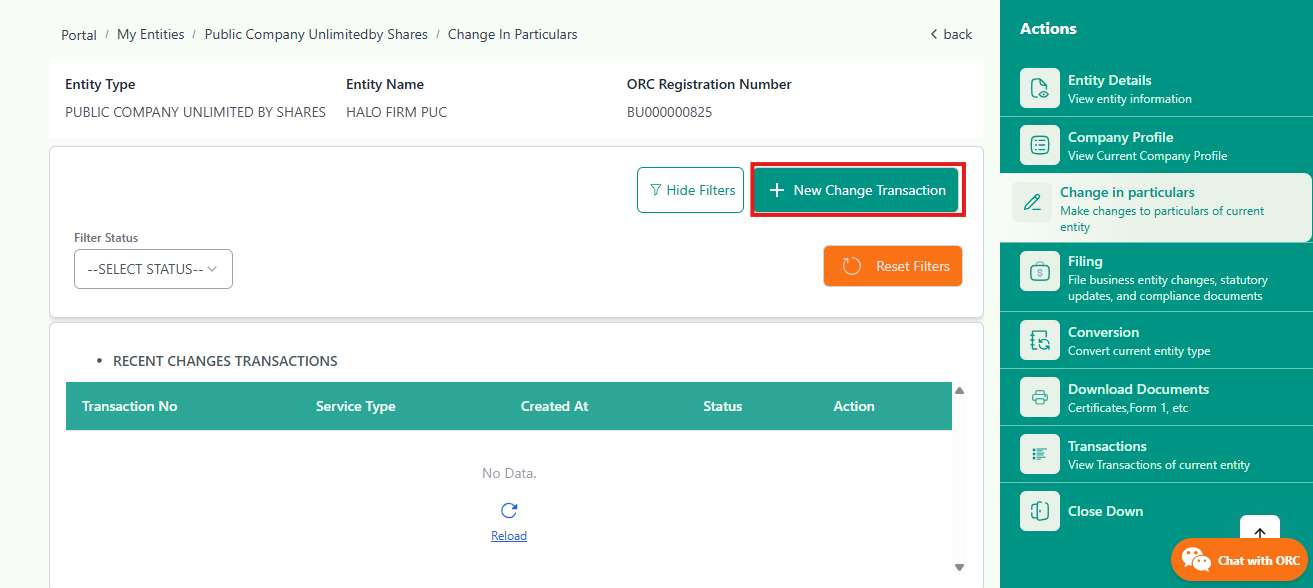 Portal / My Entities / Public Company Unlimitedby Shares / Change In Particulars
back
Entity Type
PUBLIC COMPANY UNLIMITED BY SHARES
Entity Name
HALO FIRM PUC
ORC Registration Number
BU000000825
Hide Filters
New Change Transaction
Filter Status
--SELECT STATUS--
Reset Filters
• RECENT CHANGES TRANSACTIONS
Transaction No Service Type Created At Status Action
No Data.
Reload
Actions
Entity Details
View entity information
Company Profile
View Current Company Profile
Change in particulars
Make changes to particulars of current
entity
Filing
File business entity changes, statutory
updates, and compliance documents
Conversion
Convert current entity type
Download Documents
Certificates,Form 1, etc
Transactions
View Transactions of current entity
Close Down
Chat with ORC